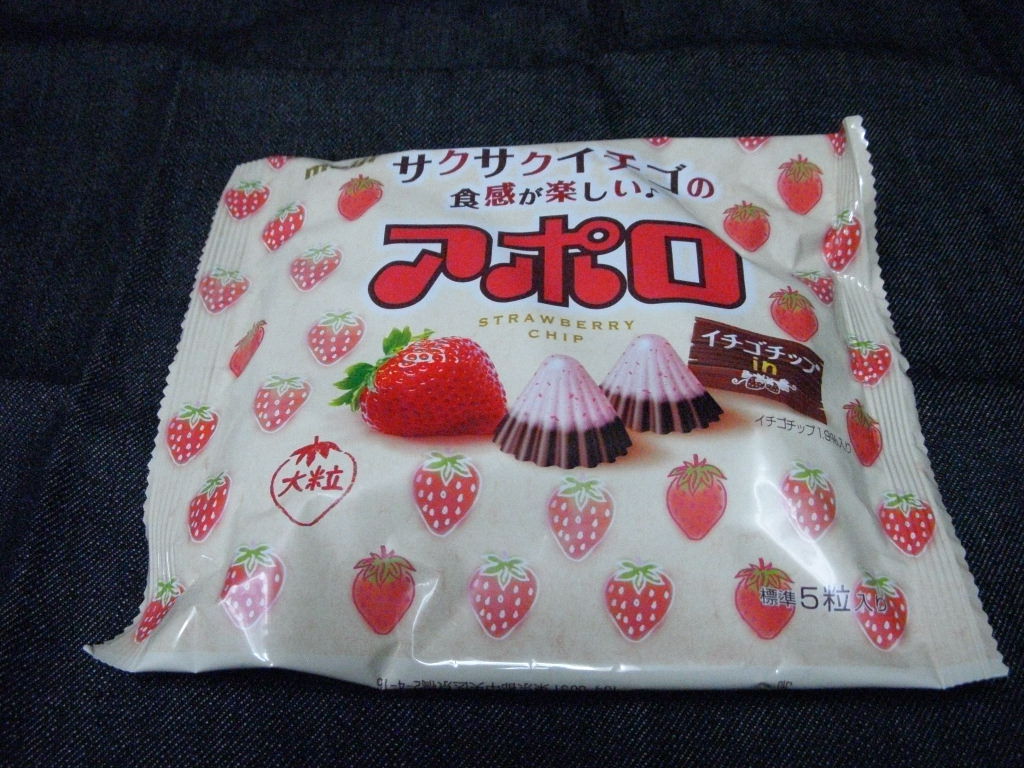 meiji
サクサクイチゴの
食感が楽しい♪
アポロ
STRAWBERRY
CHIP
イチゴチップ
in
イチゴチップ1.9%入り
大粒
標準5粒入り